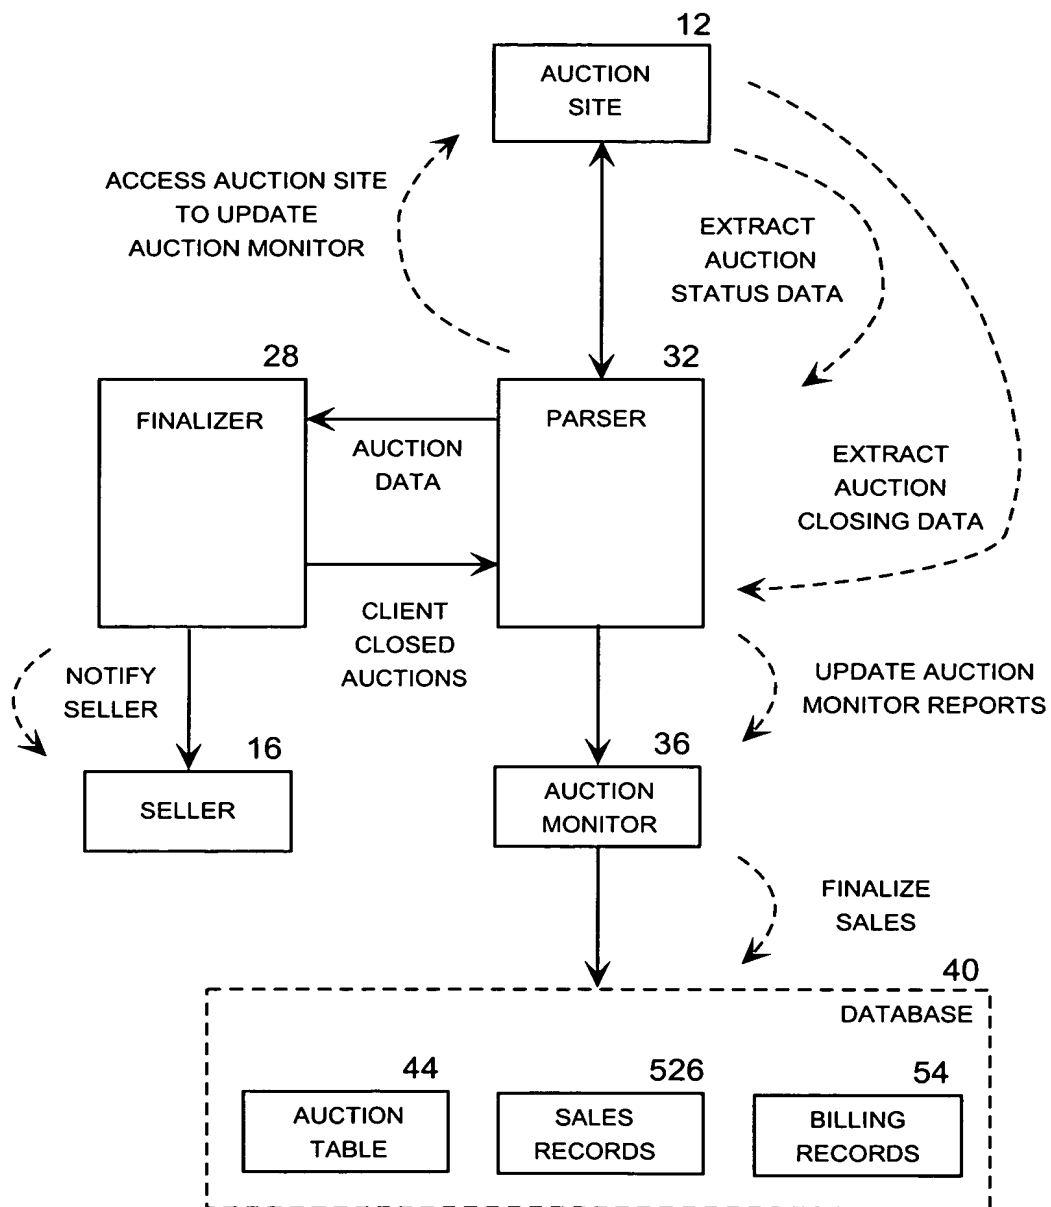 12
AUCTION
SITE
ACCESS AUCTION SITE
TO UPDATE
AUCTION MONITOR
EXTRACT
AUCTION
STATUS DATA
28
FINALIZER
32
PARSER
AUCTION
DATA
EXTRACT
AUCTION
CLOSING DATA
CLIENT
CLOSED
AUCTIONS
NOTIFY
SELLER
UPDATE AUCTION
MONITOR REPORTS
16
SELLER
36
AUCTION
MONITOR
FINALIZE
SALES
40
DATABASE
44
AUCTION
TABLE
526
SALES
RECORDS
54
BILLING
RECORDS